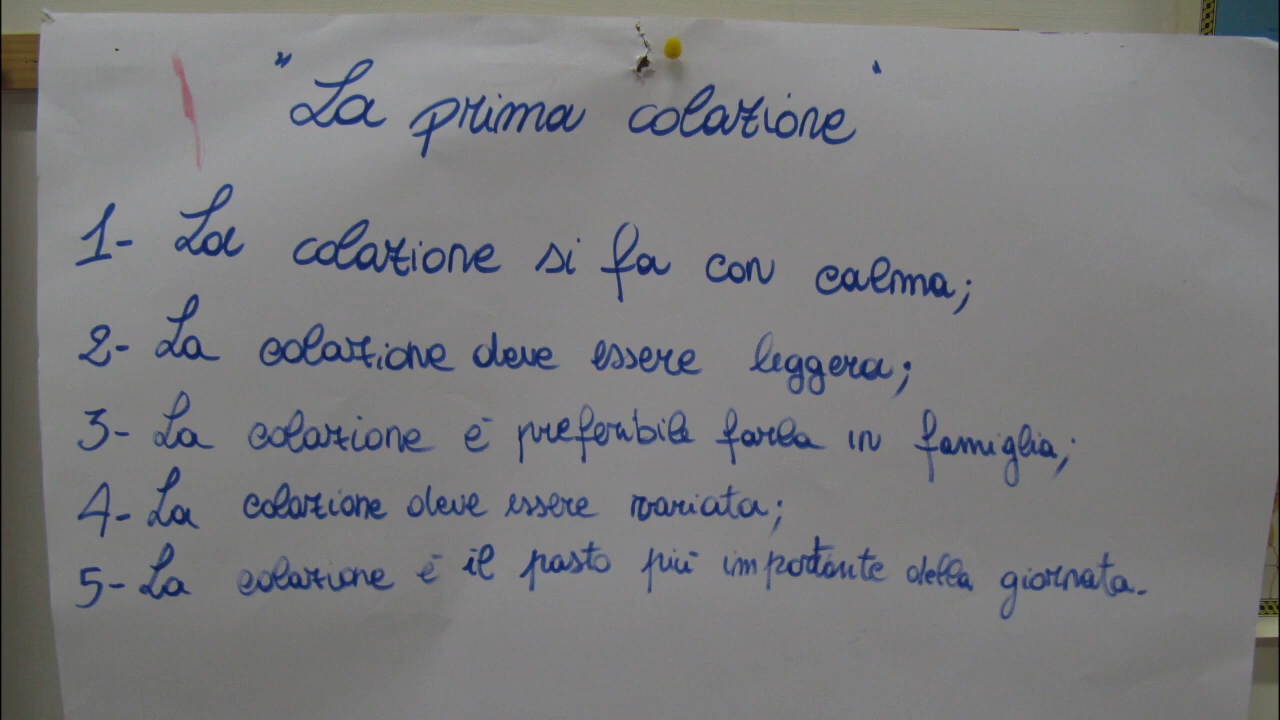 "La prima colazione"
1- La colazione si fa con calma;
2- La colazione deve essere leggera;
3- La colazione è preferibile farla in famiglia;
4- La colazione deve essere variata;
5- La colazione è il pasto più importante della giornata.